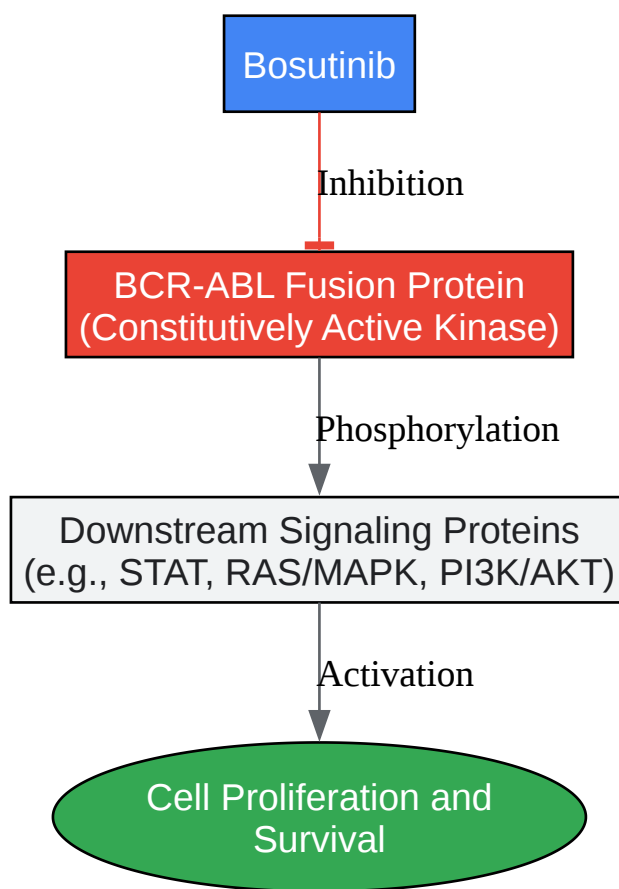 Bosutinib
Inhibition
BCR-ABL Fusion Protein
(Constitutively Active Kinase)
Phosphorylation
Downstream Signaling Proteins
(e.g., STAT, RAS/MAPK, PI3K/AKT)
Activation
Cell Proliferation and
Survival